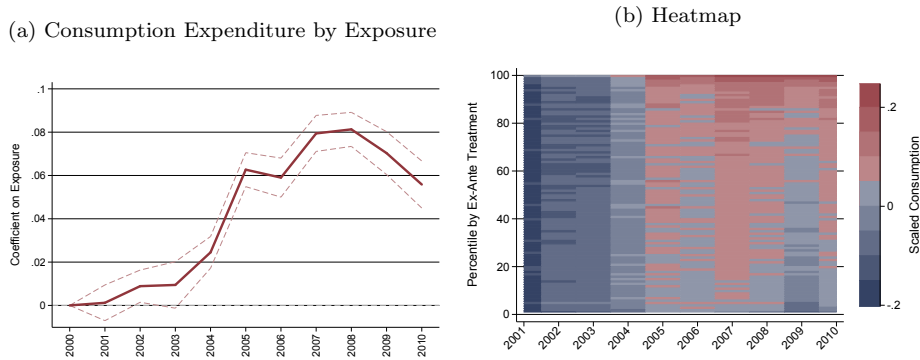 (a) Consumption Expenditure by Exposure
Coefficient on Exposure
.1
.08
.06
.04
.02
0
2000 2001 2002 2003 2004 2005 2006 2007 2008 2009 2010
(b) Heatmap
Percentile by Ex-Ante Treatment
100
80
60
40
20
0
2001 2002 2003 2004 2005 2006 2007 2008 2009 2010
.2
0
-.2
Scaled Consumption